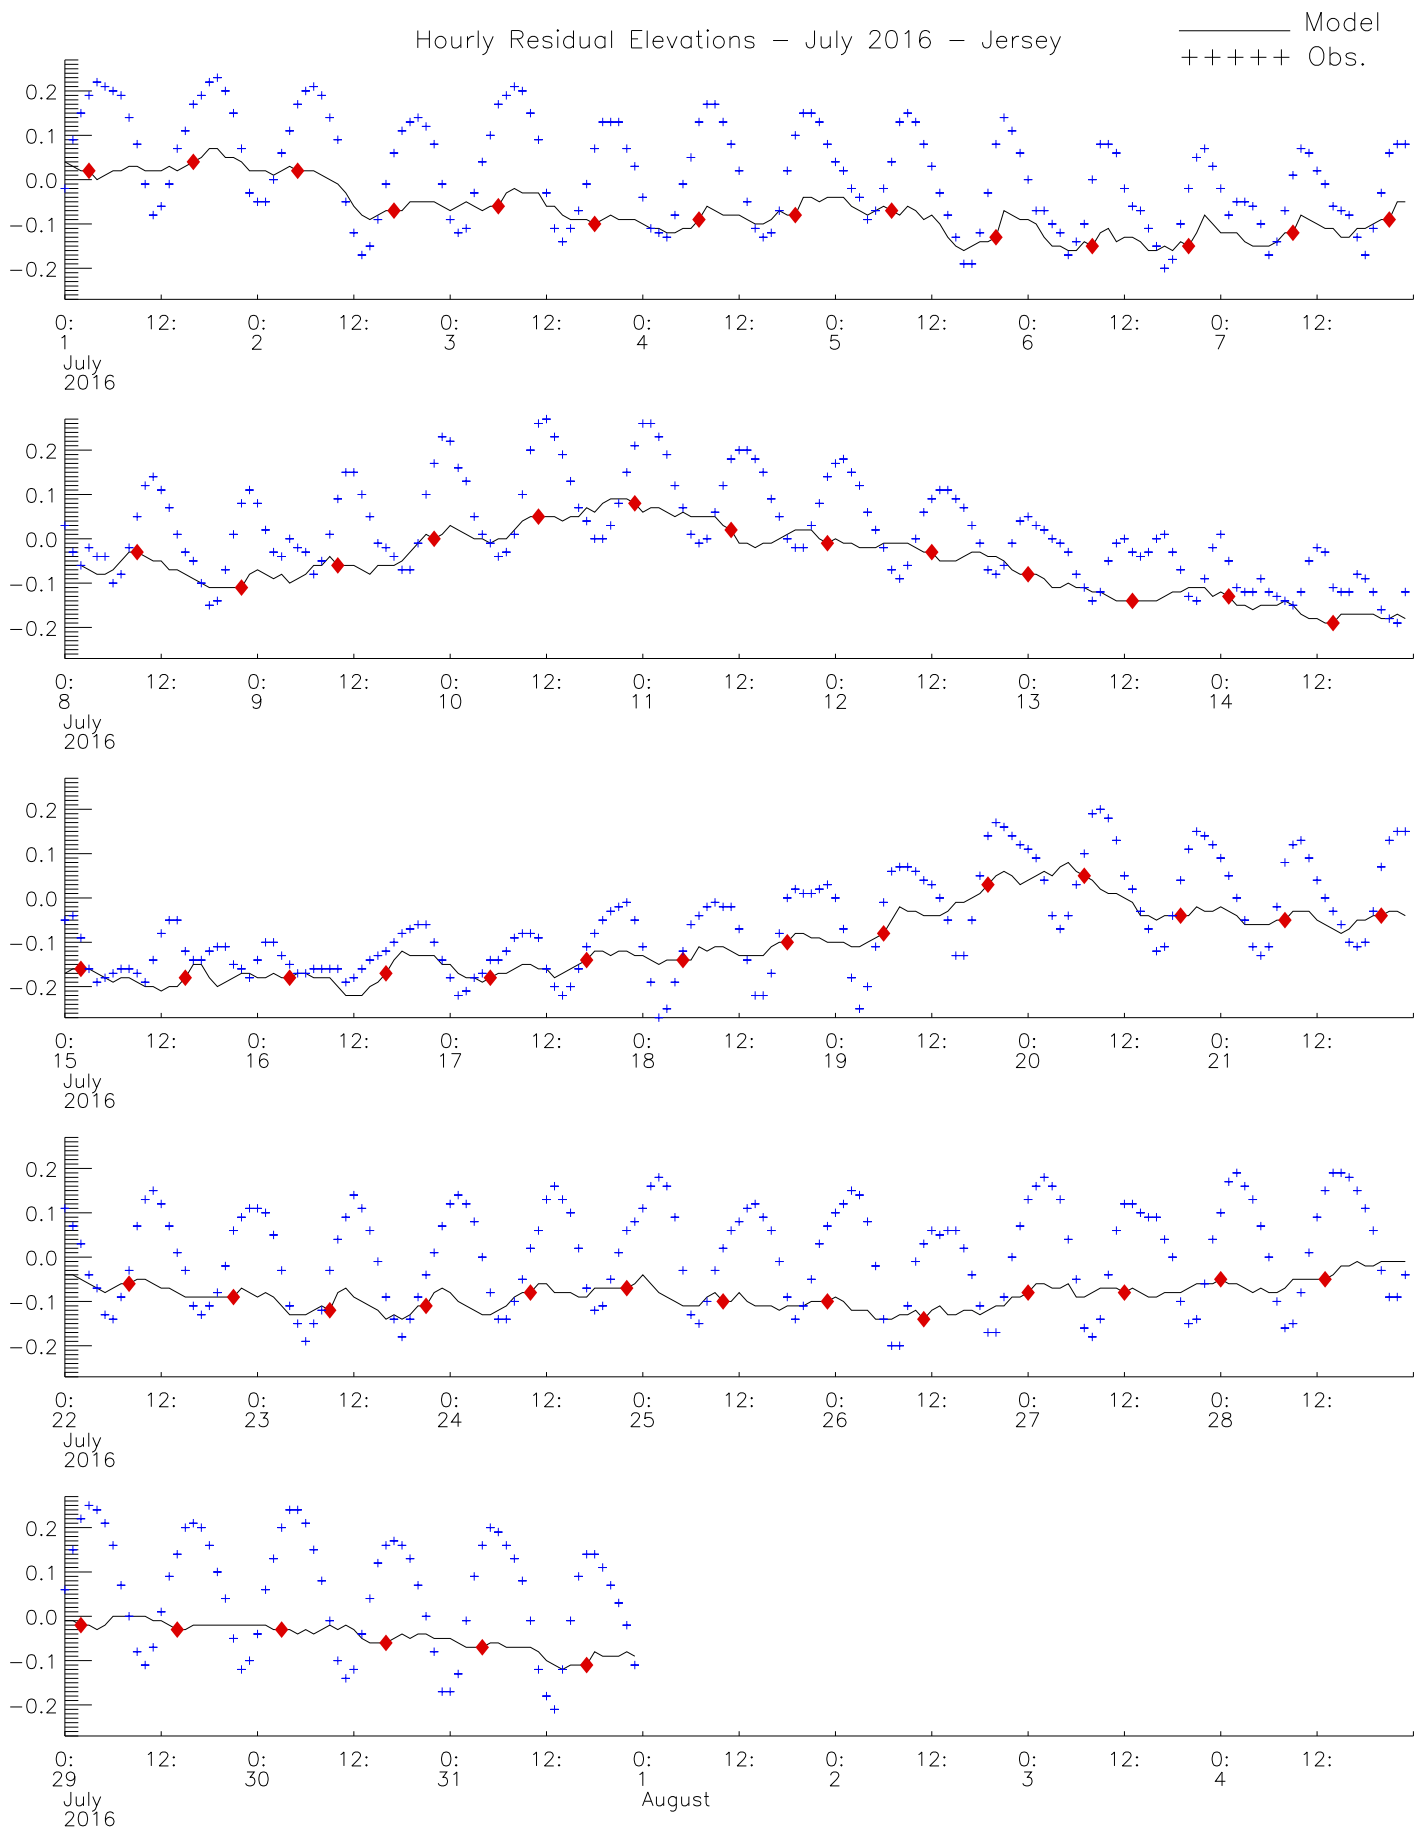 Hourly Residual Elevations – July 2016 – Jersey
Model
+++++ Obs.
0.2
0.1
0.0
−0.1
−0.2
0: 12: 0: 12: 0: 12: 0: 12: 0: 12: 0: 12: 0: 12:
1 2 3 4 5 6 7
July
2016
0.2
0.1
0.0
−0.1
−0.2
0: 12: 0: 12: 0: 12: 0: 12: 0: 12: 0: 12: 0: 12:
8 9 10 11 12 13 14
July
2016
0.2
0.1
0.0
−0.1
−0.2
0: 12: 0: 12: 0: 12: 0: 12: 0: 12: 0: 12: 0: 12:
15 16 17 18 19 20 21
July
2016
0.2
0.1
0.0
−0.1
−0.2
0: 12: 0: 12: 0: 12: 0: 12: 0: 12: 0: 12: 0: 12:
22 23 24 25 26 27 28
July
2016
0.2
0.1
0.0
−0.1
−0.2
0: 12: 0: 12: 0: 12: 0: 12: 0: 12: 0: 12: 0: 12:
29 30 31 1 2 3 4
July August
2016